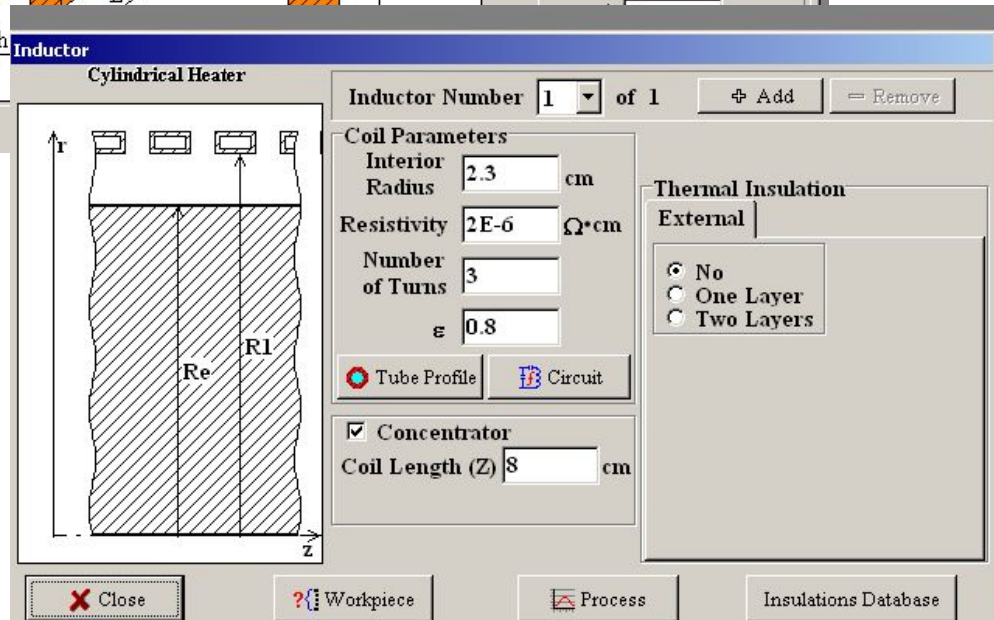 h
Inductor
Cylindrical Heater
r
R1
Re
z
Inductor Number 1 of 1 Add Remove
Coil Parameters
Interior Radius 2.3 cm
Resistivity 2E-6 Ω•cm
Number of Turns 3
ε 0.8
Tube Profile Circuit
Concentrator
Coil Length (Z) 8 cm
Thermal Insulation
External
No
One Layer
Two Layers
Close ?{ Workpiece Process Insulations Database